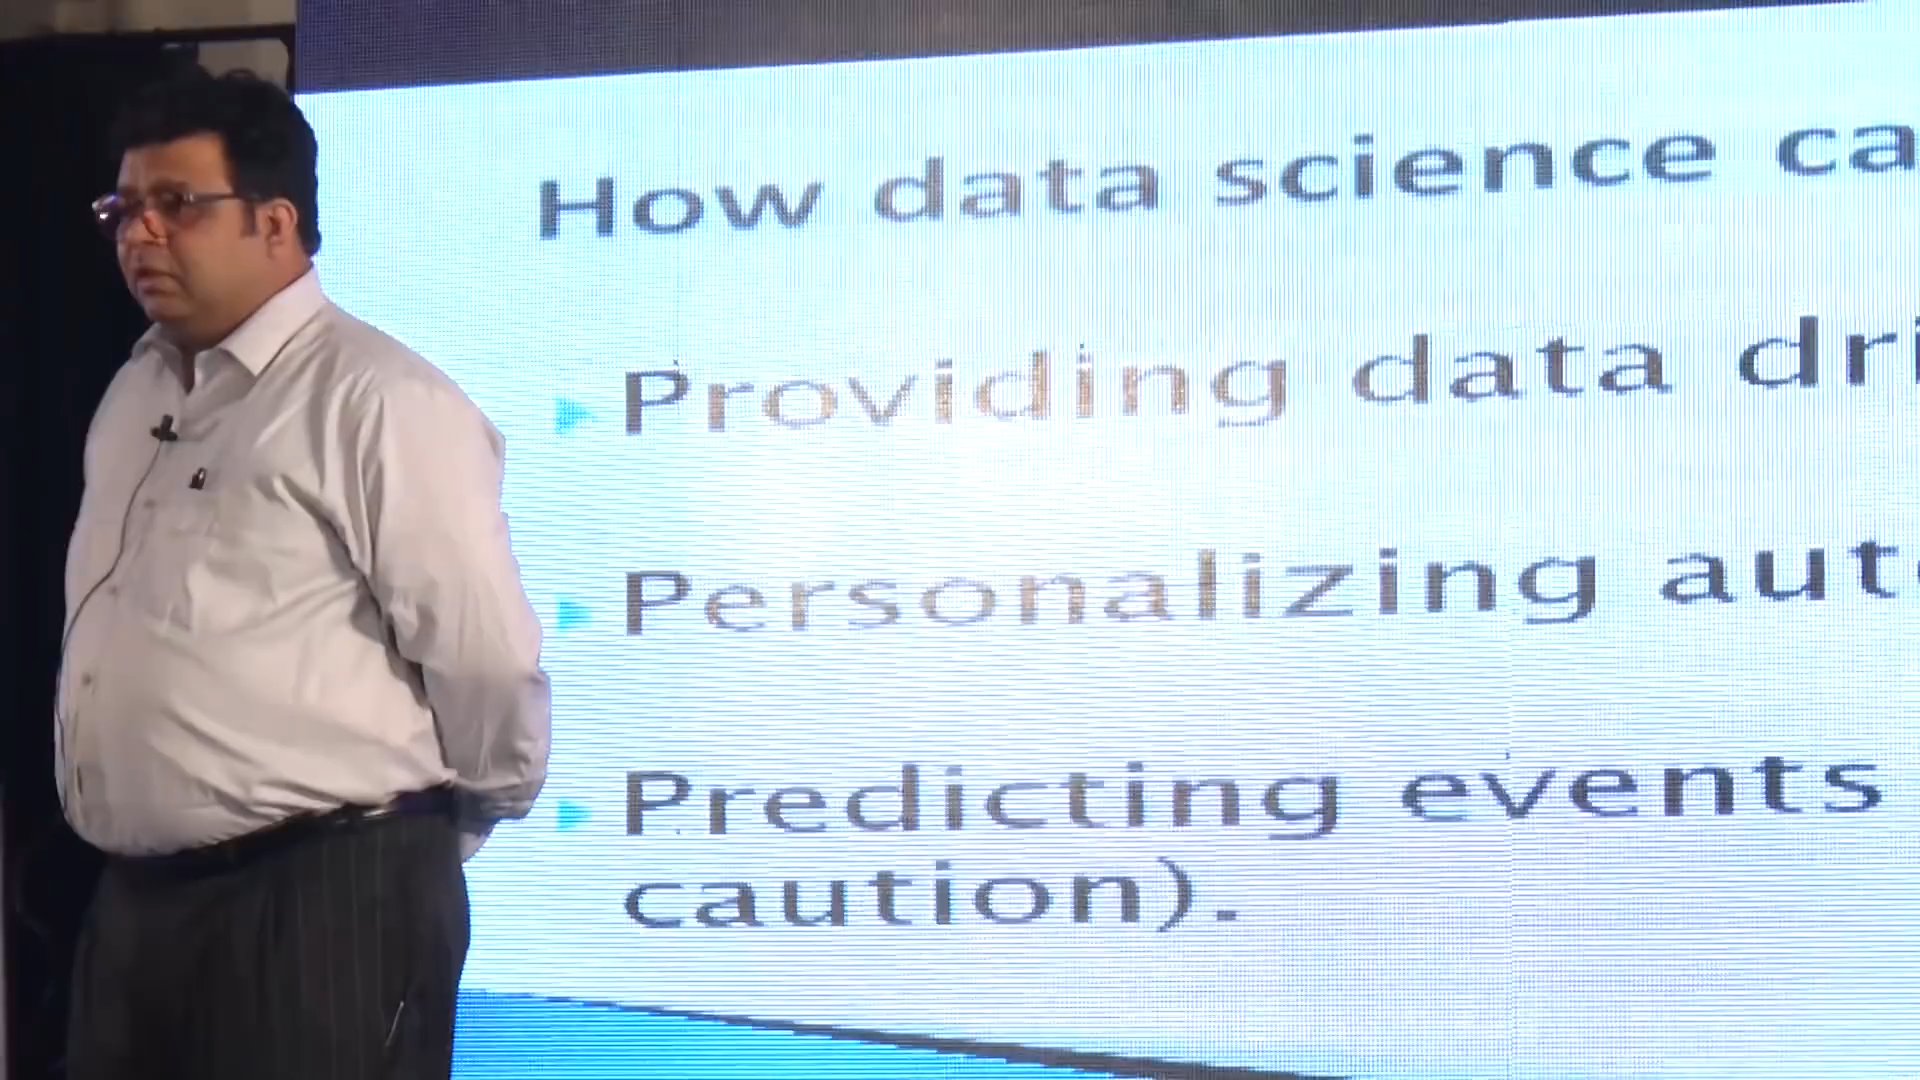 How data science ca
Providing data dri
Personalizing aut
Predicting events
caution).